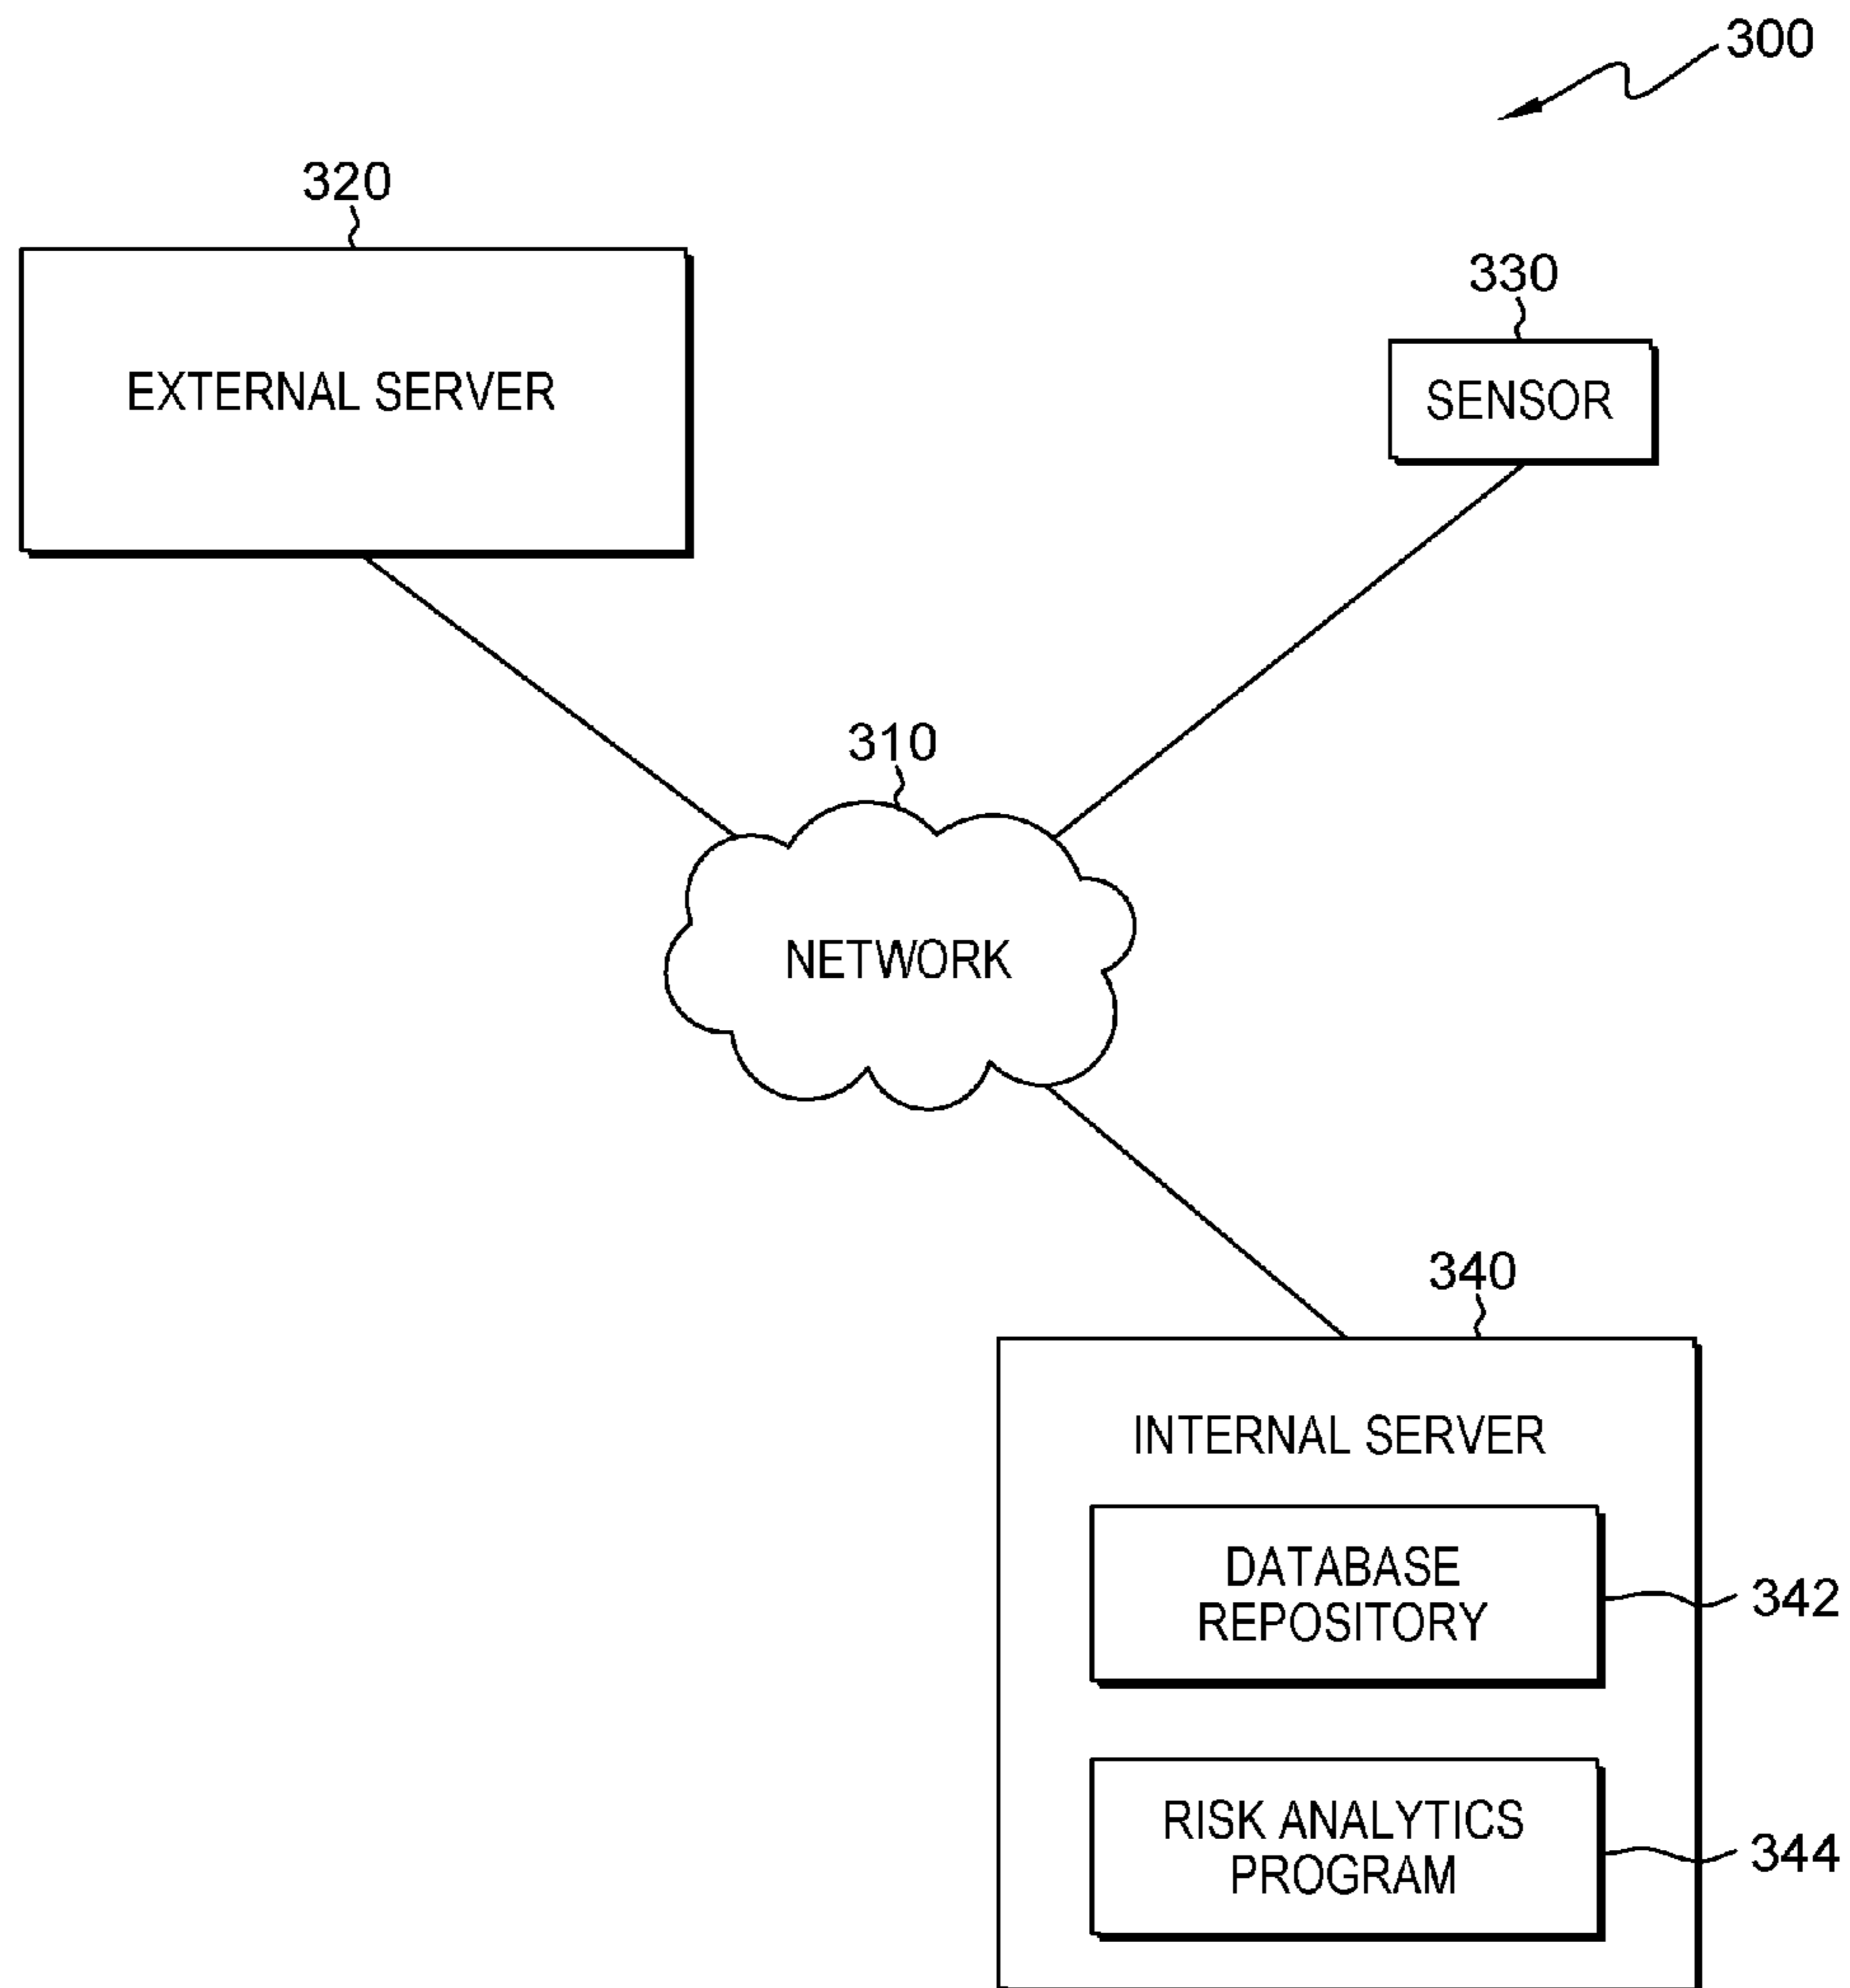 300
320
EXTERNAL SERVER
330
SENSOR
310
NETWORK
340
INTERNAL SERVER
DATABASE
REPOSITORY
342
RISK ANALYTICS
PROGRAM
344